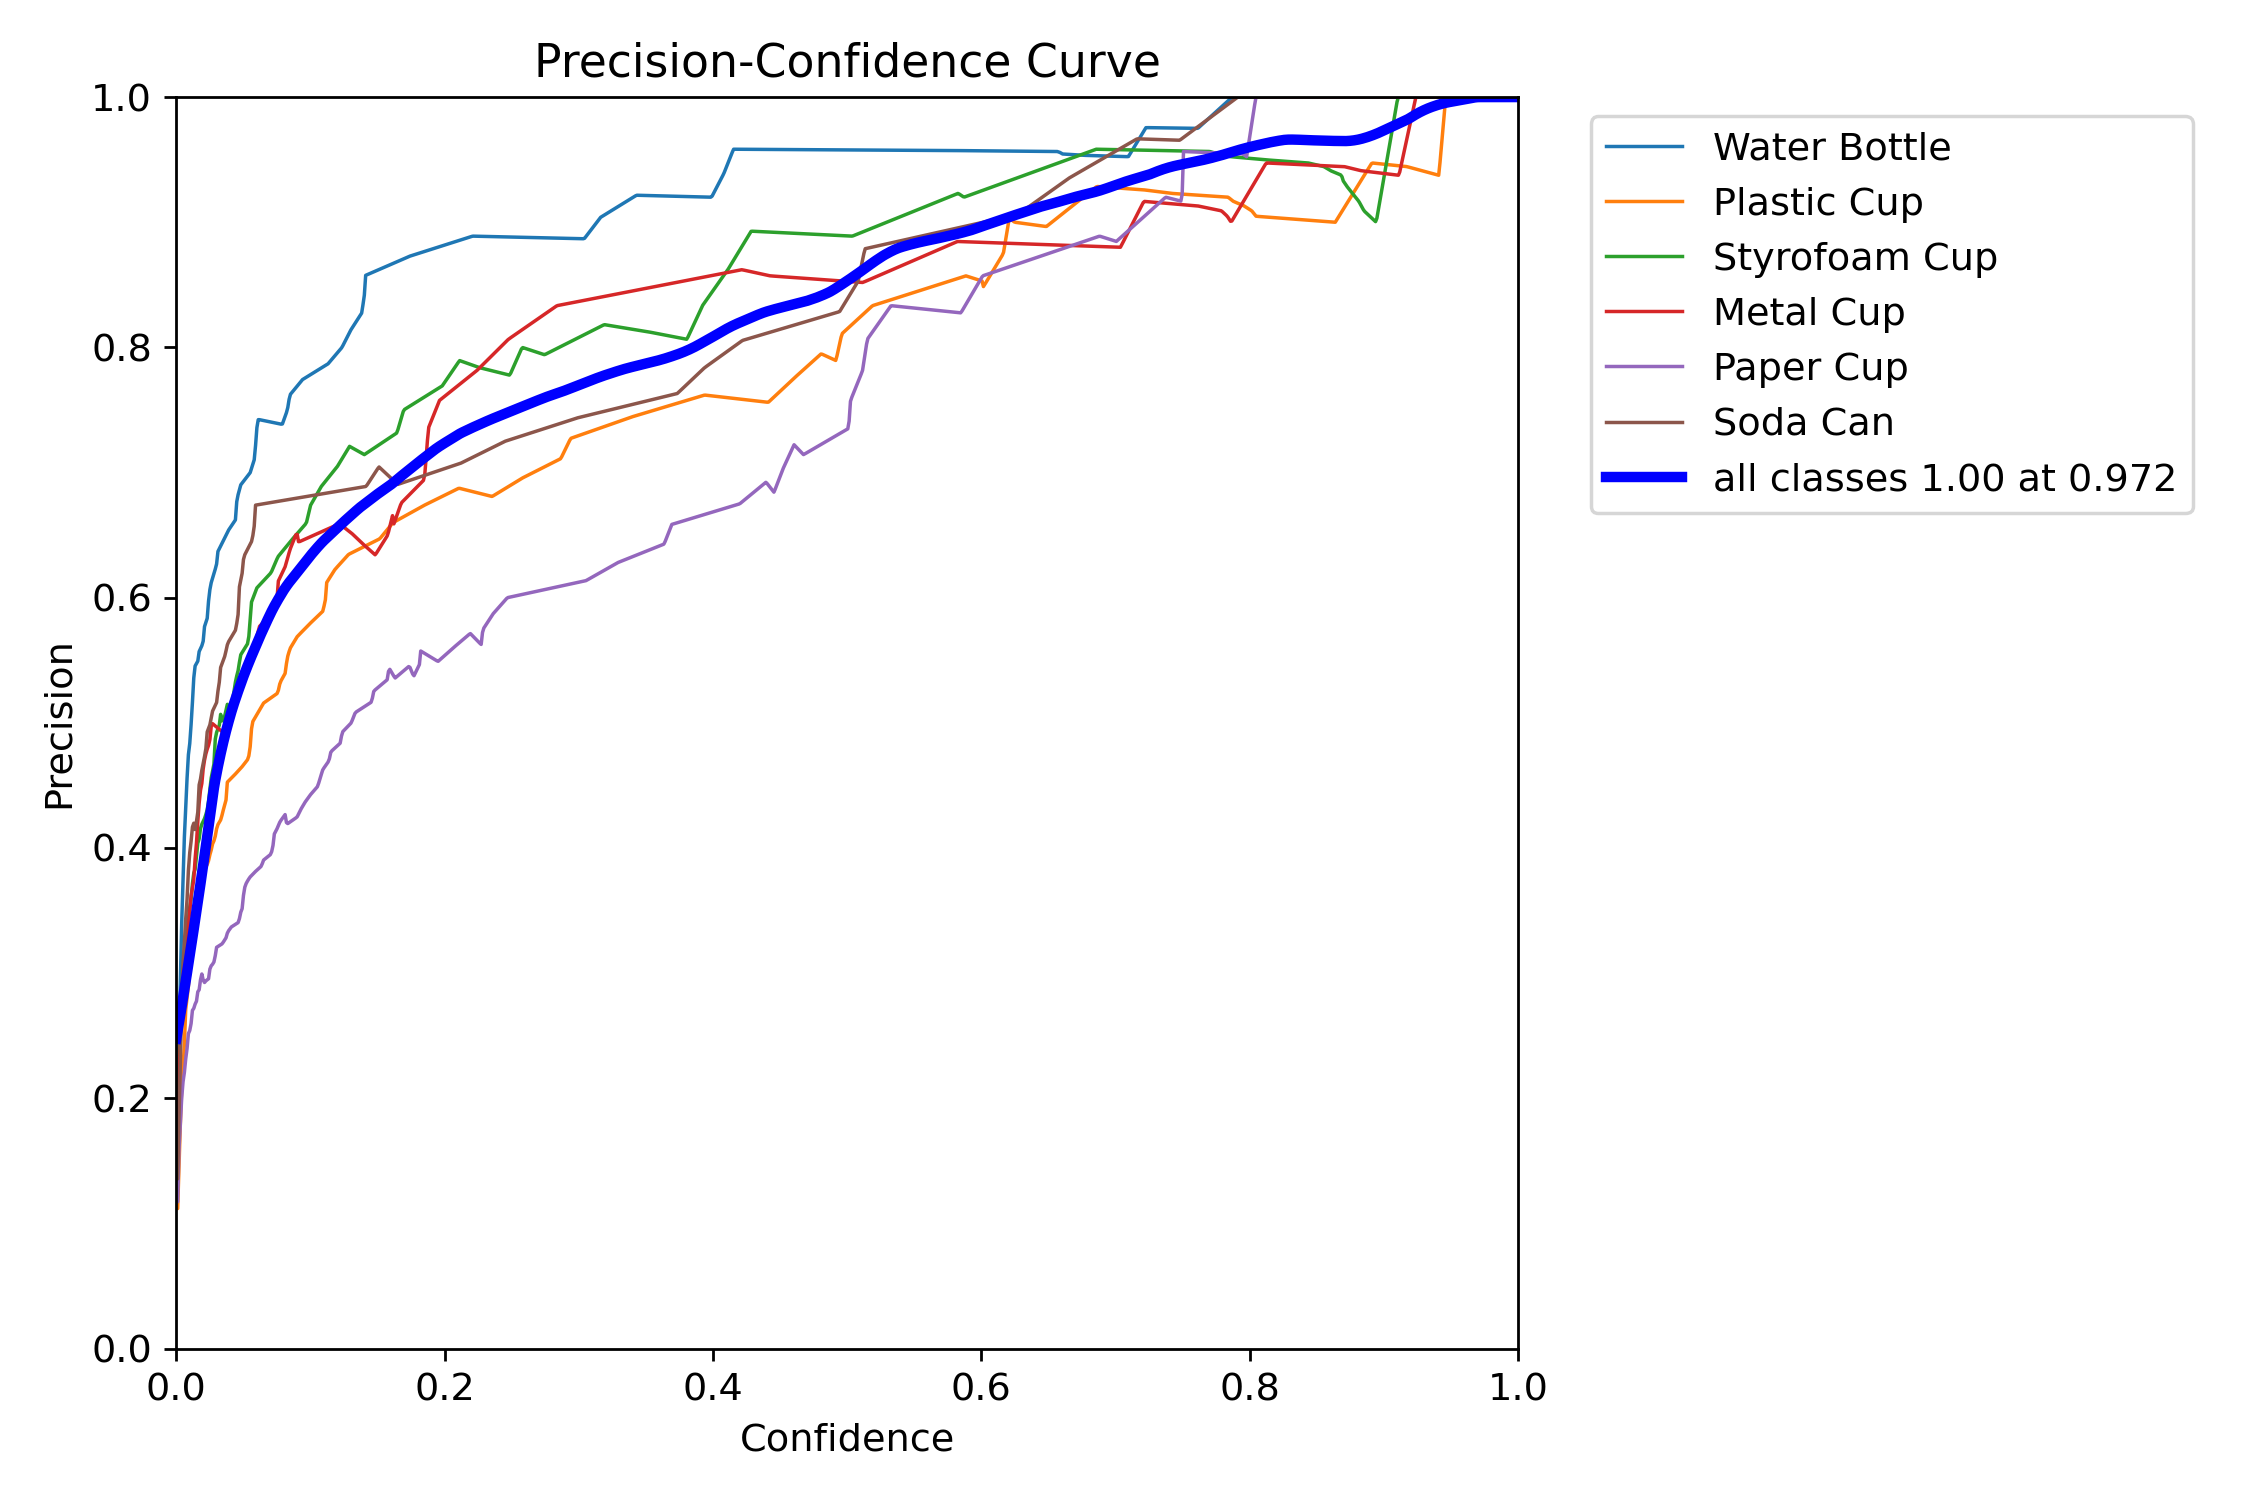 Precision-Confidence Curve
1.0
0.8
0.6
0.4
0.2
0.0
Precision
0.0 0.2 0.4 0.6 0.8 1.0
Confidence
Water Bottle
Plastic Cup
Styrofoam Cup
Metal Cup
Paper Cup
Soda Can
all classes 1.00 at 0.972